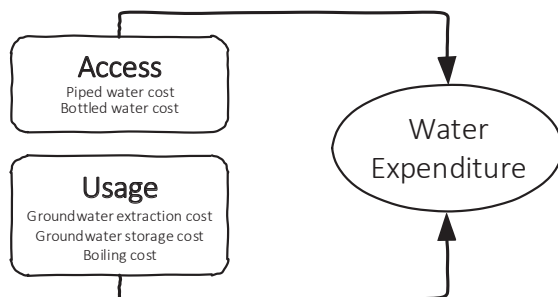 Access
Piped water cost
Bottled water cost
Water
Expenditure
Usage
Groundwater extraction cost
Groundwater storage cost
Boiling cost